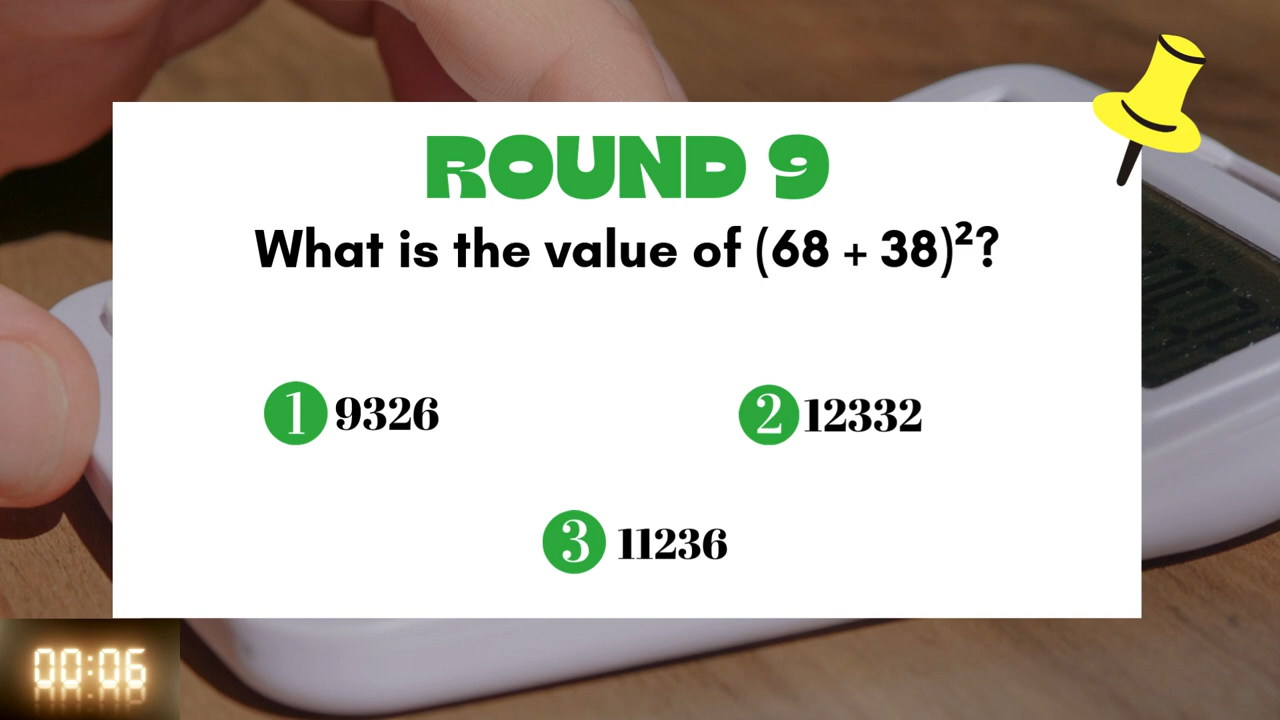 ROUND 9
What is the value of (68 + 38)²?
1 9326
2 12332
3 11236
00:06